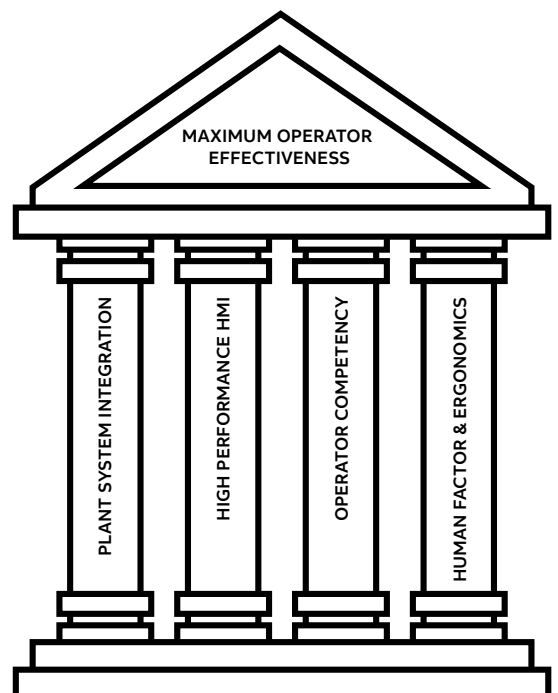 MAXIMUM OPERATOR
EFFECTIVENESS
PLANT SYSTEM INTEGRATION
HIGH PERFORMANCE HMI
OPERATOR COMPETENCY
HUMAN FACTOR & ERGONOMICS